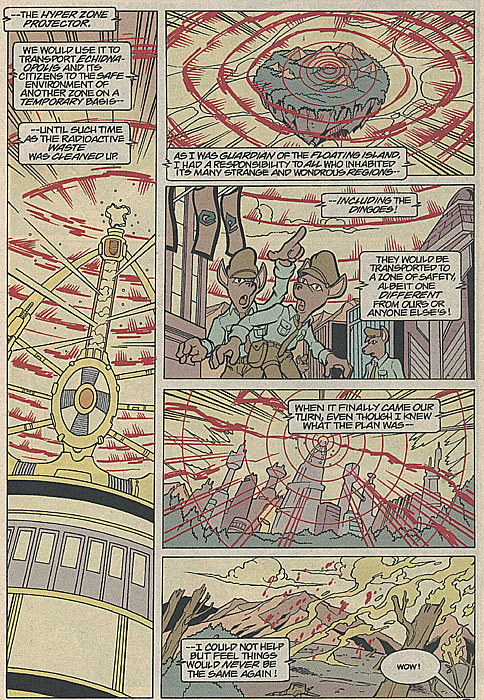 --THE HYPER ZONE
PROJECTOR.
WE WOULD USE IT TO
TRANSPORT ECHIDNA-
OPOLIS AND ITS
CITIZENS TO THE SAFE
ENVIRONMENT OF
ANOTHER ZONE ON A
TEMPORARY BASIS--
--UNTIL SUCH TIME
AS THE RADIOACTIVE
WASTE
WAS CLEANED UP.
AS I WAS GUARDIAN OF THE FLOATING ISLAND,
I HAD A RESPONSIBILITY TO ALL WHO INHABITED
ITS MANY STRANGE AND WONDROUS REGIONS--
--INCLUDING THE
DINGOES!
THEY WOULD BE
TRANSPORTED TO
A ZONE OF SAFETY,
ALBEIT ONE
DIFFERENT
FROM OURS OR
ANYONE ELSE'S!
WHEN IT FINALLY CAME OUR
TURN, EVEN THOUGH I KNEW
WHAT THE PLAN WAS--
--I COULD NOT HELP
BUT FEEL THINGS
WOULD NEVER BE
THE SAME AGAIN!
WOW!